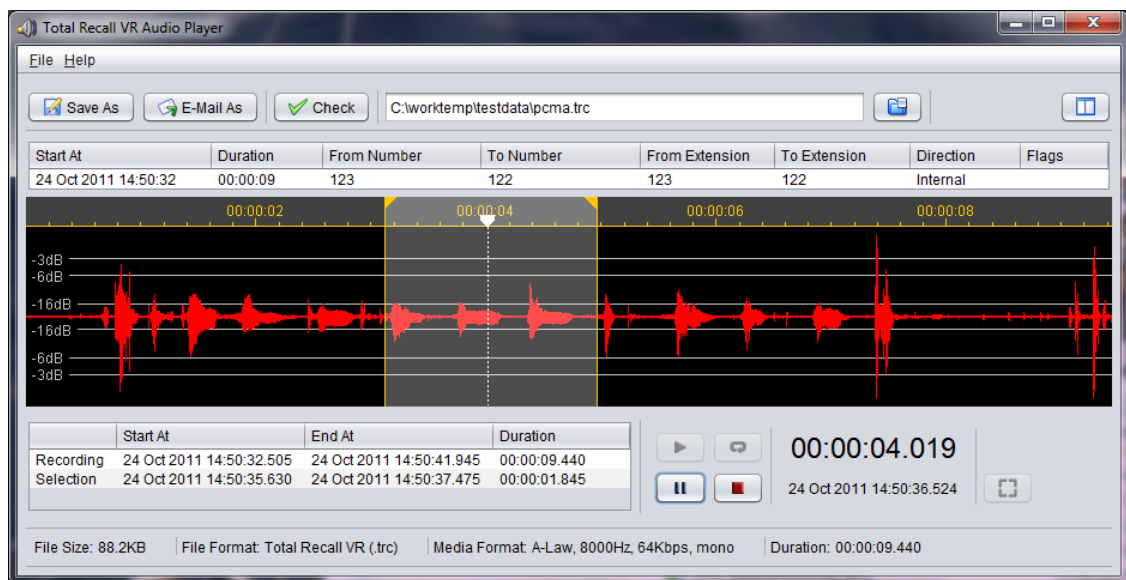 Total Recall VR Audio Player
File Help
Save As E-Mail As Check C:\worktemp\testdata\pcma.trc
Start At Duration From Number To Number From Extension To Extension Direction Flags
24 Oct 2011 14:50:32 00:00:09 123 122 123 122 Internal
00:00:02 00:00:04 00:00:06 00:00:08
-3dB
-6dB
-16dB
-16dB
-6dB
-3dB
Start At End At Duration
Recording 24 Oct 2011 14:50:32.505 24 Oct 2011 14:50:41.945 00:00:09.440
Selection 24 Oct 2011 14:50:35.630 24 Oct 2011 14:50:37.475 00:00:01.845
00:00:04.019
24 Oct 2011 14:50:36.524
File Size: 88.2KB File Format: Total Recall VR (.trc) Media Format: A-Law, 8000Hz, 64Kbps, mono Duration: 00:00:09.440